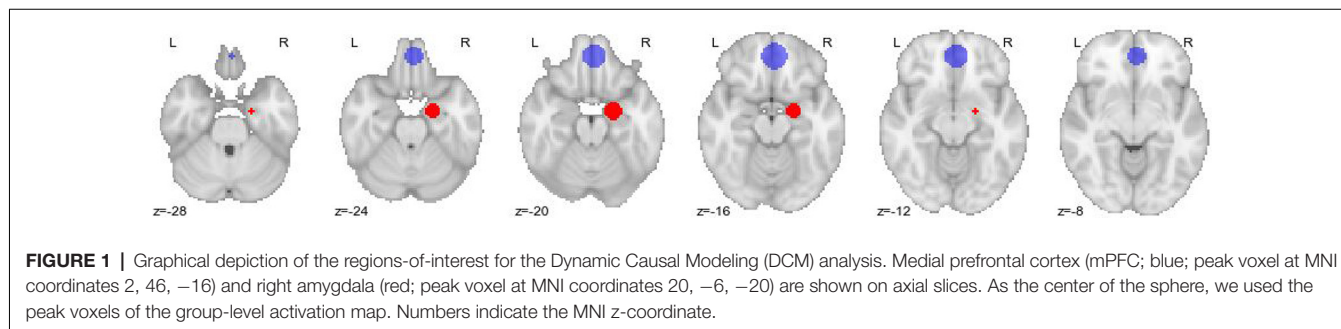 L R L R L R L R L R L R
z=-28 z=-24 z=-20 z=-16 z=-12 z=-8
FIGURE 1 | Graphical depiction of the regions-of-interest for the Dynamic Causal Modeling (DCM) analysis. Medial prefrontal cortex (mPFC; blue; peak voxel at MNI
coordinates 2, 46, −16) and right amygdala (red; peak voxel at MNI coordinates 20, −6, −20) are shown on axial slices. As the center of the sphere, we used the
peak voxels of the group-level activation map. Numbers indicate the MNI z-coordinate.